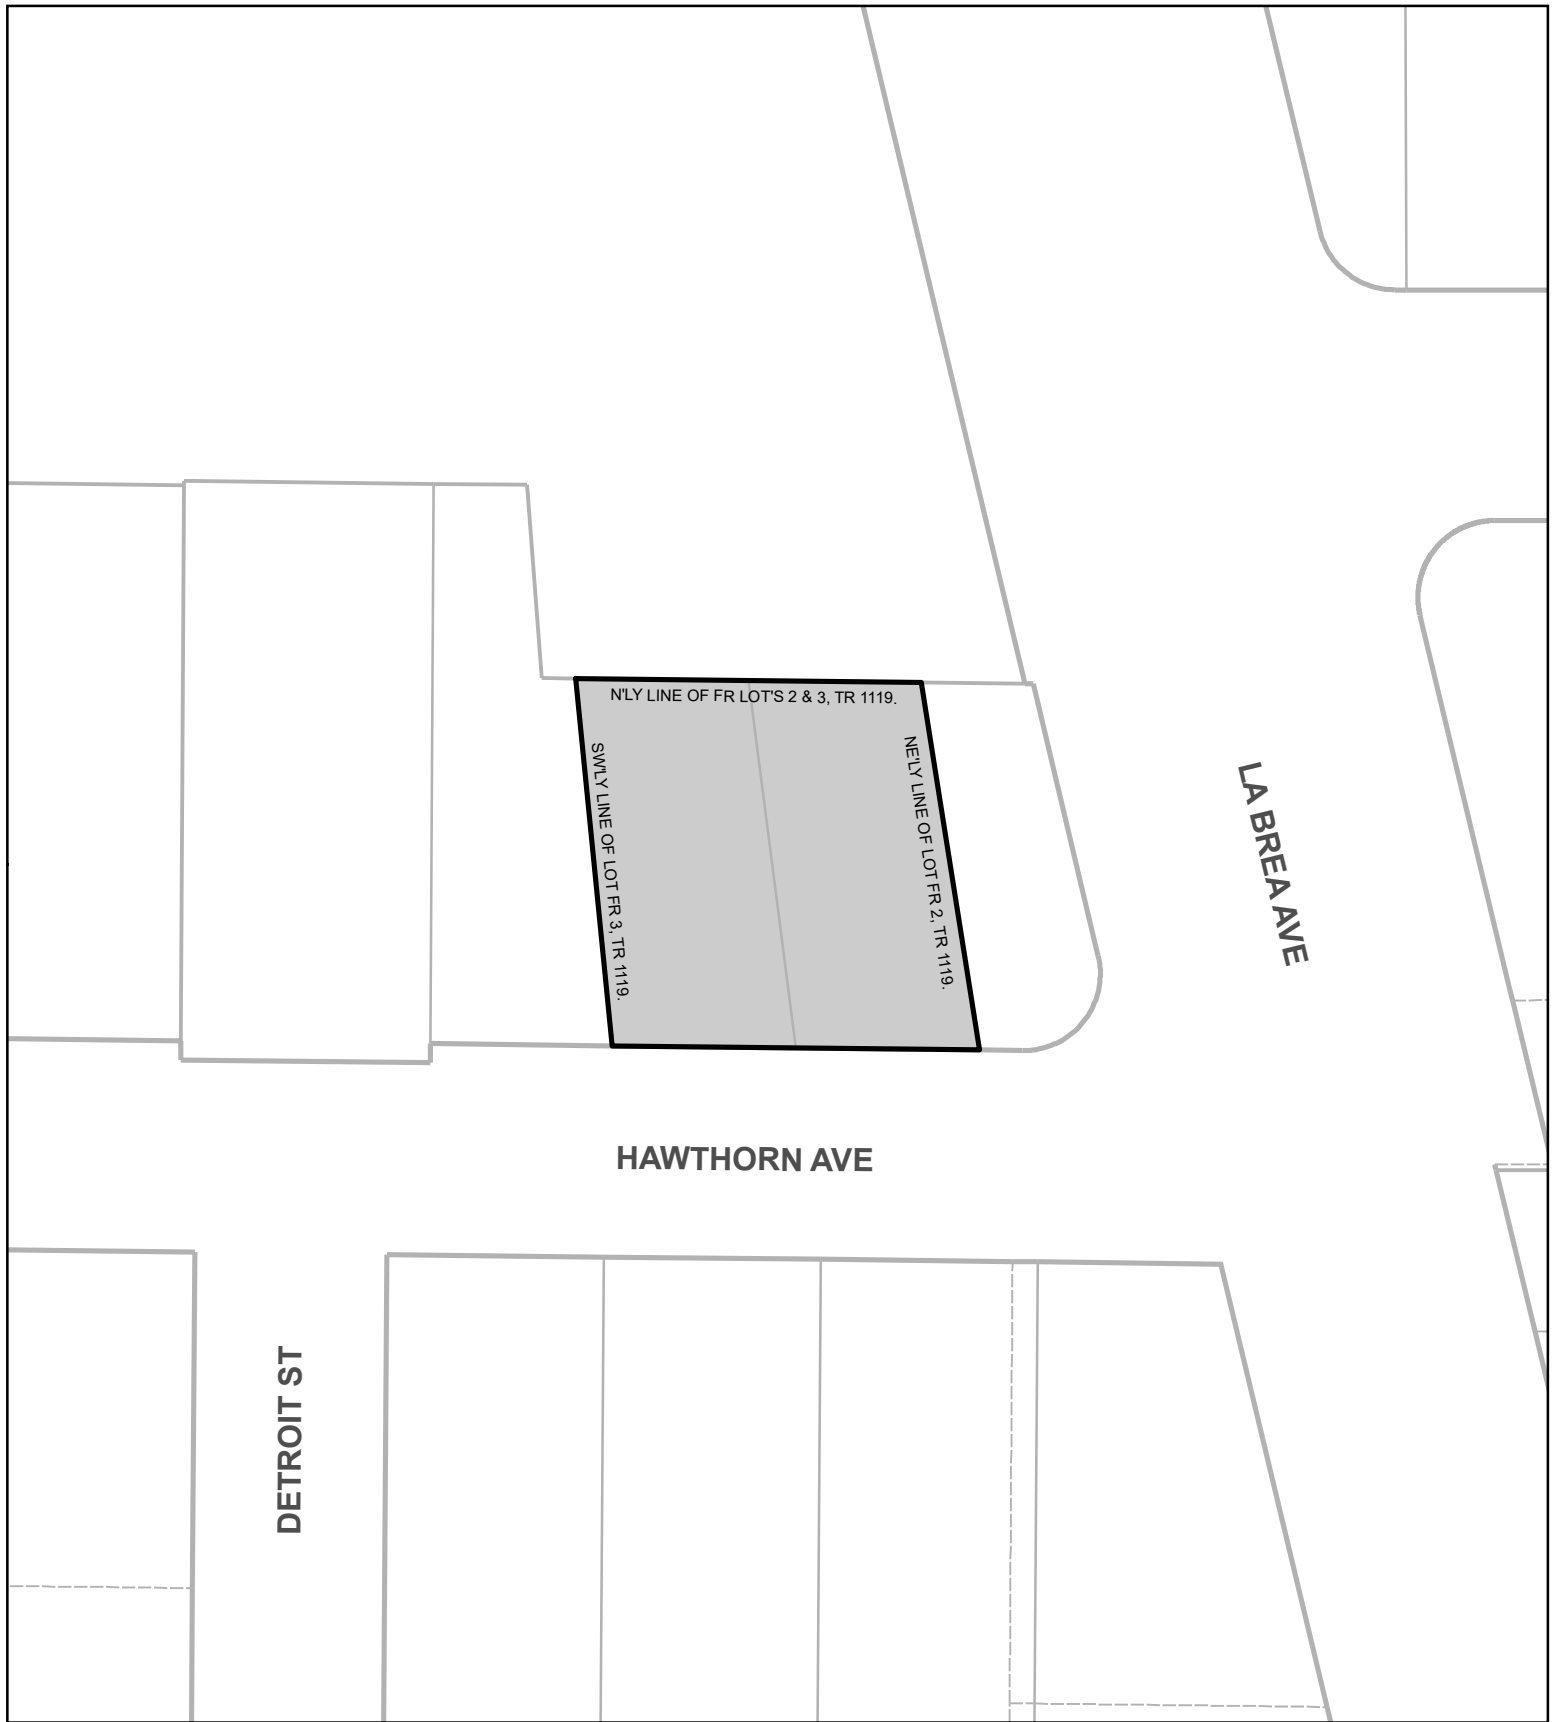 N'LY LINE OF FR LOT'S 2 & 3, TR 1119.
SW'LY LINE OF LOT FR 3, TR 1119.
NE'LY LINE OF LOT FR 2, TR 1119.
LA BREA AVE
HAWTHORN AVE
DETROIT ST